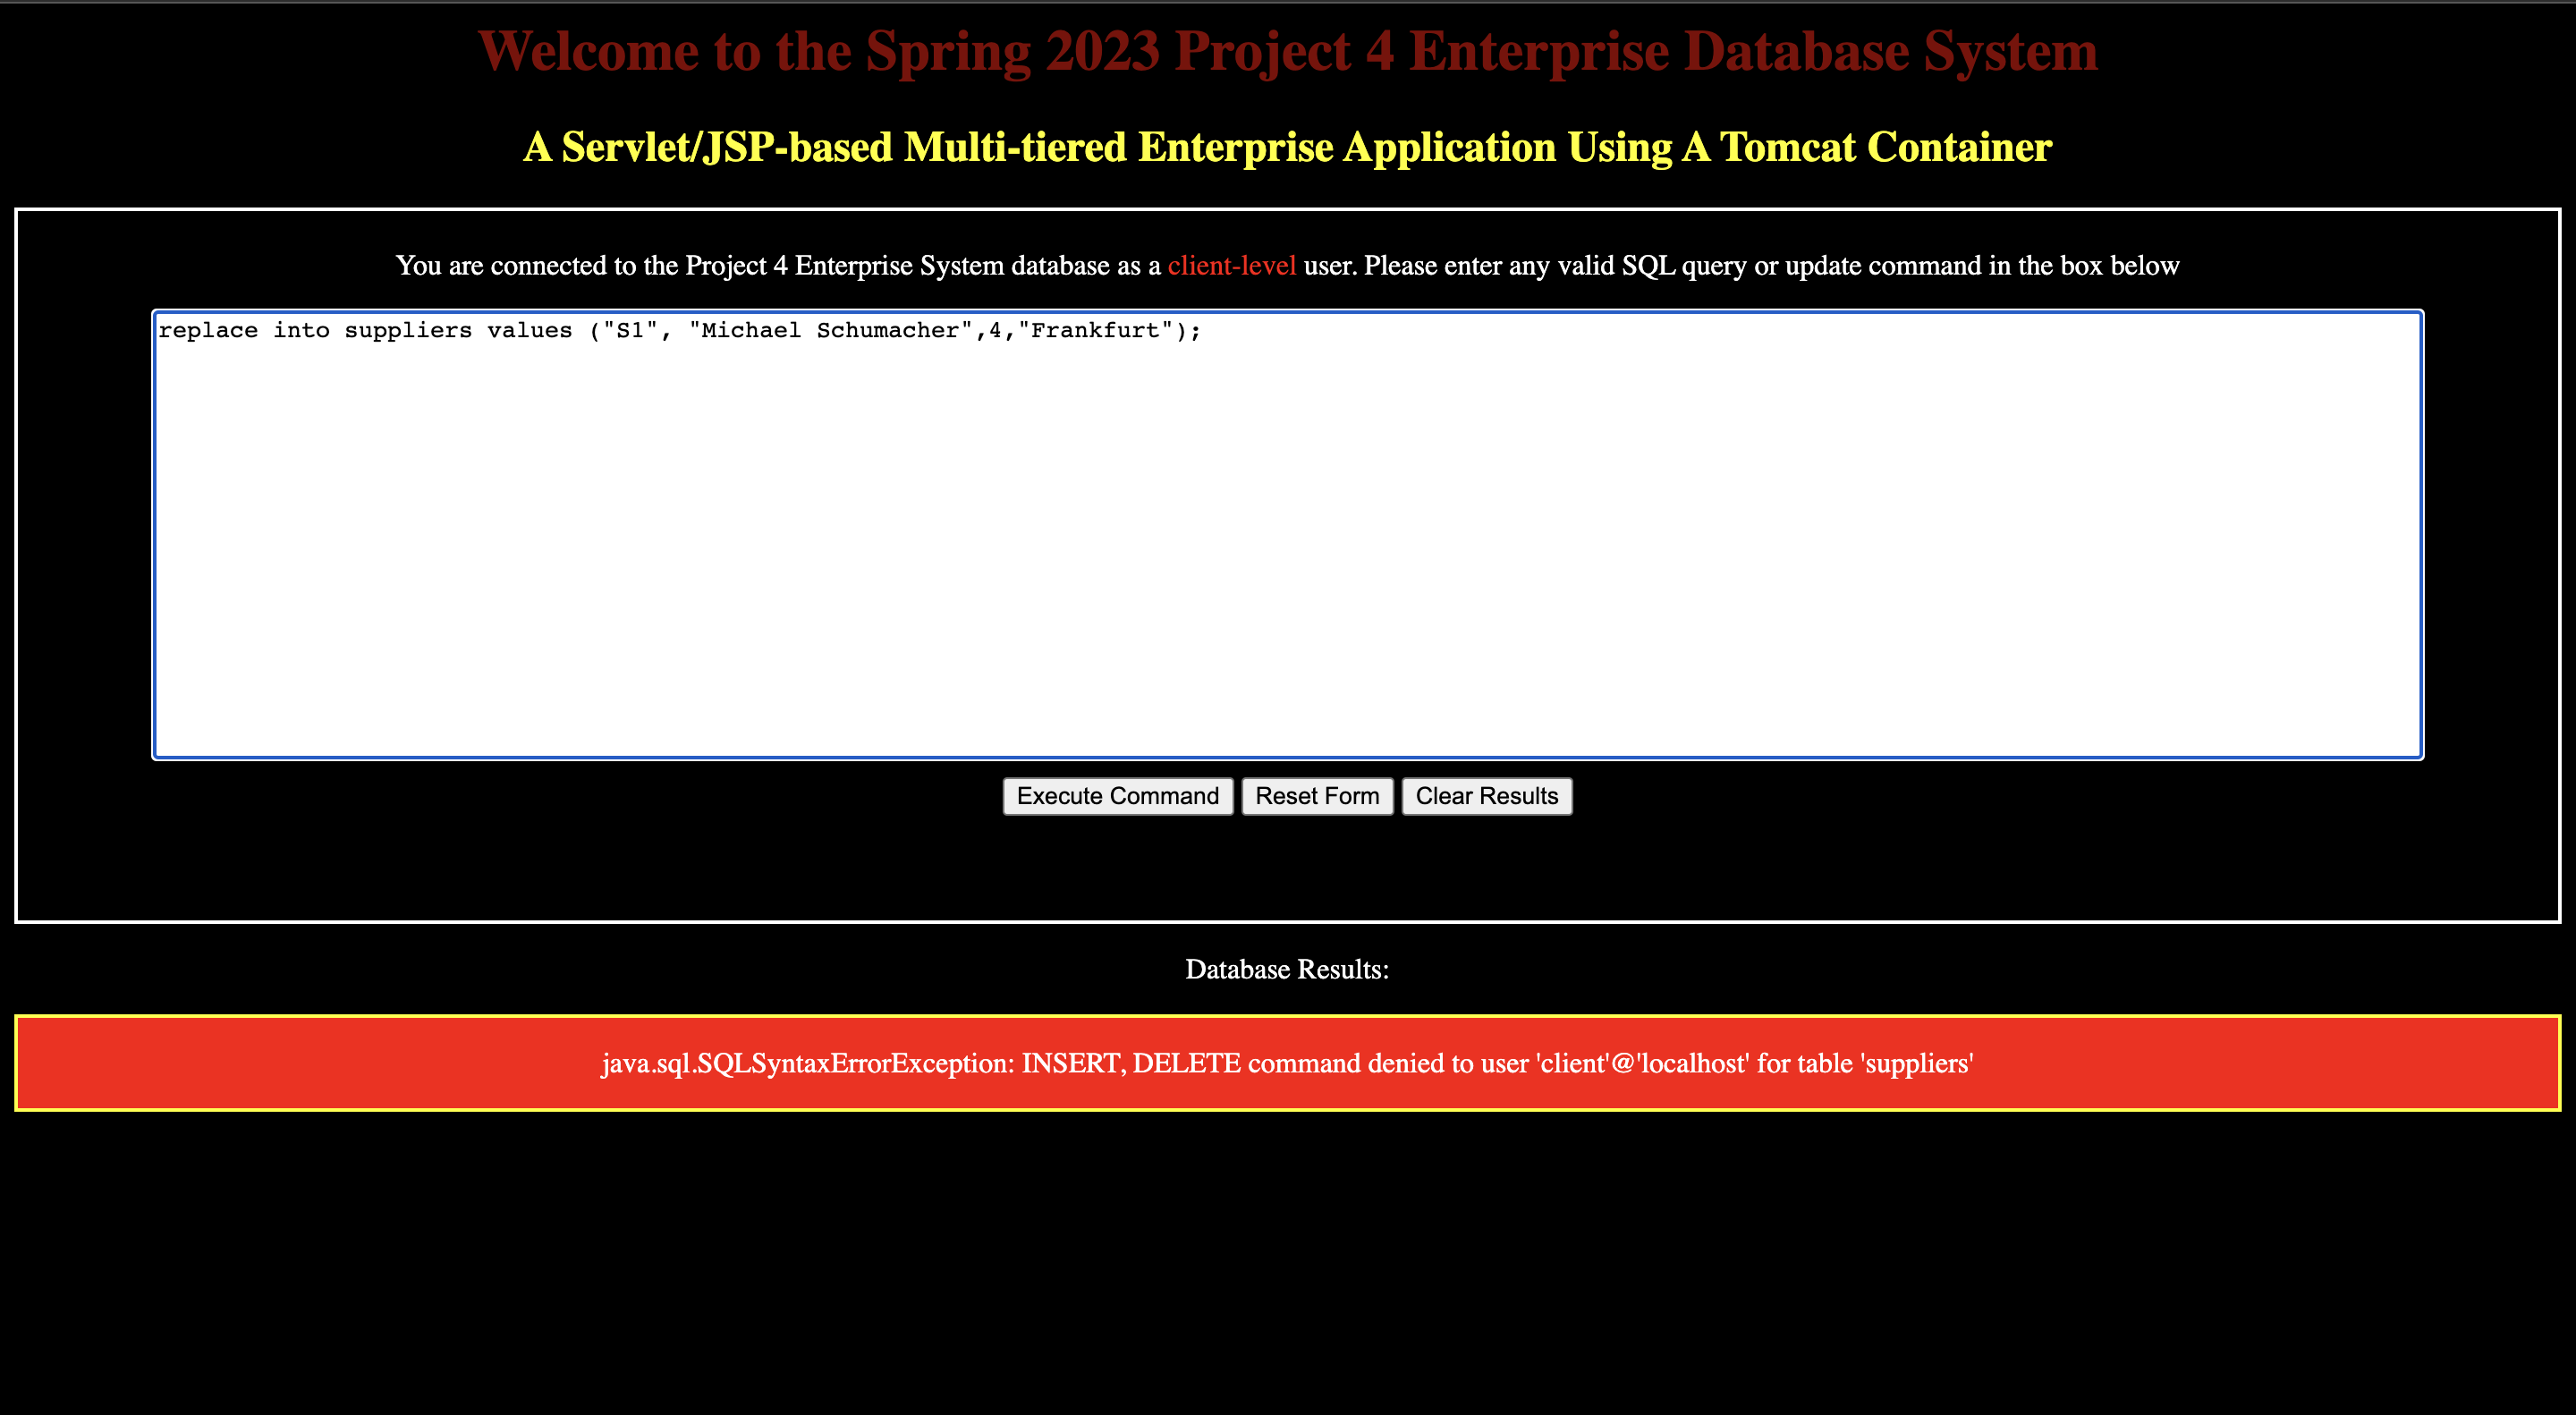 Welcome to the Spring 2023 Project 4 Enterprise Database System
A Servlet/JSP-based Multi-tiered Enterprise Application Using A Tomcat Container
You are connected to the Project 4 Enterprise System database as a client-level user. Please enter any valid SQL query or update command in the box below
replace into suppliers values ("S1", "Michael Schumacher",4,"Frankfurt");
Execute Command Reset Form Clear Results
Database Results:
java.sql.SQLSyntaxErrorException: INSERT, DELETE command denied to user 'client'@'localhost' for table 'suppliers'